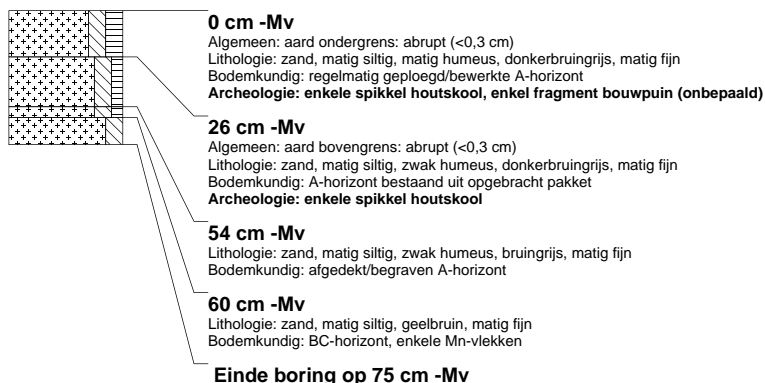 0 cm -Mv
Algemeen: aard ondergrens: abrupt (<0,3 cm)
Lithologie: zand, matig siltig, matig humeus, donkerbruingrijs, matig fijn
Bodemkundig: regelmatig geploegd/bewerkte A-horizont
Archeologie: enkele spikkel houtskool, enkel fragment bouwpuin (onbepaald)
26 cm -Mv
Algemeen: aard bovengrens: abrupt (<0,3 cm)
Lithologie: zand, matig siltig, zwak humeus, donkerbruingrijs, matig fijn
Bodemkundig: A-horizont bestaand uit opgebracht pakket
Archeologie: enkele spikkel houtskool
54 cm -Mv
Lithologie: zand, matig siltig, zwak humeus, bruingrijs, matig fijn
Bodemkundig: afgedekt/begraven A-horizont
60 cm -Mv
Lithologie: zand, matig siltig, geelbruin, matig fijn
Bodemkundig: BC-horizont, enkele Mn-vlekken
Einde boring op 75 cm -Mv